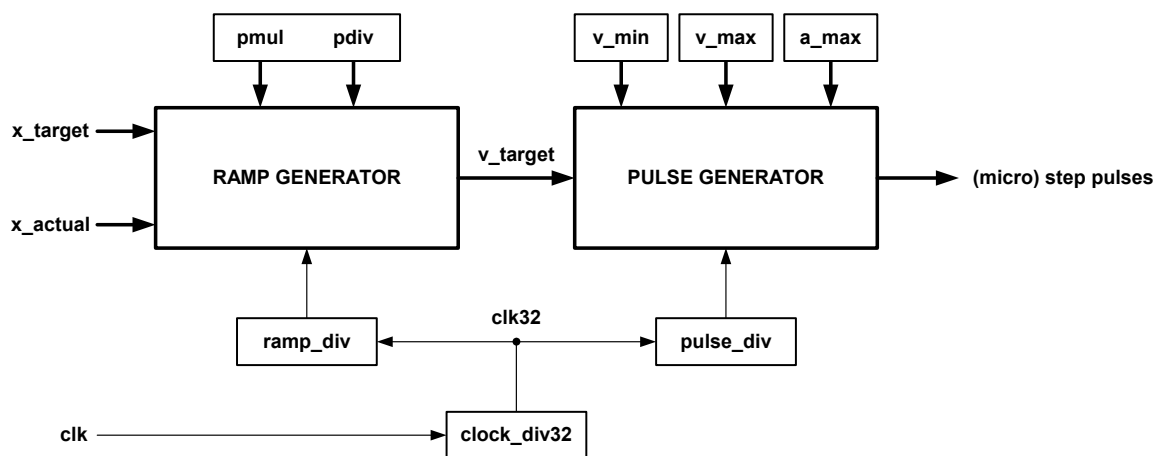 pmul pdiv
v_min
v_max
a_max
x_target
x_actual
RAMP GENERATOR
v_target
PULSE GENERATOR
(micro) step pulses
clk32
ramp_div
pulse_div
clk
clock_div32